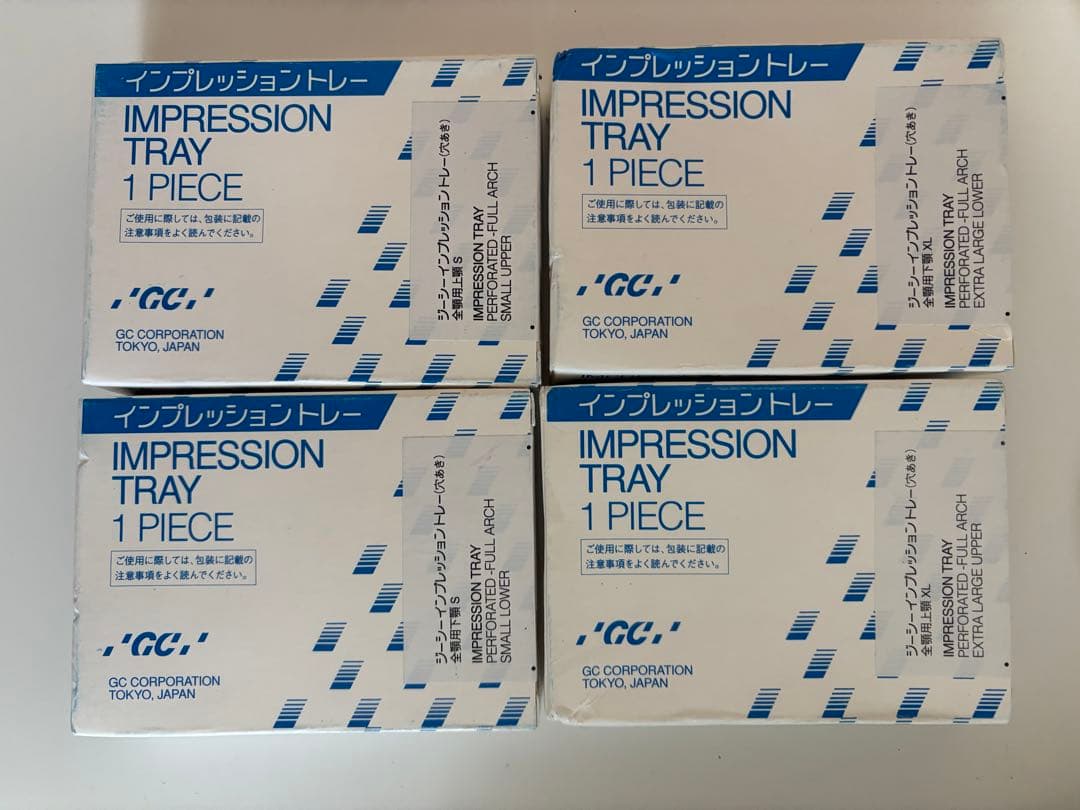 インプレッショントレー
IMPRESSION
TRAY
1 PIECE
ご使用に際しては、包装に記載の
注意事項をよく読んでください。
GC
GC CORPORATION
TOKYO, JAPAN
ジーシーインプレッショントレー(穴あき)
全顎用上顎 S
IMPRESSION TRAY
PERFORATED -FULL ARCH
SMALL UPPER
インプレッショントレー
IMPRESSION
TRAY
1 PIECE
ご使用に際しては、包装に記載の
注意事項をよく読んでください。
GC
GC CORPORATION
TOKYO, JAPAN
ジーシーインプレッショントレー(穴あき)
全顎用下顎 XL
IMPRESSION TRAY
PERFORATED -FULL ARCH
EXTRA LARGE LOWER
インプレッショントレー
IMPRESSION
TRAY
1 PIECE
ご使用に際しては、包装に記載の
注意事項をよく読んでください。
GC
GC CORPORATION
TOKYO, JAPAN
ジーシーインプレッショントレー(穴あき)
全顎用下顎 S
IMPRESSION TRAY
PERFORATED -FULL ARCH
SMALL LOWER
インプレッショントレー
IMPRESSION
TRAY
1 PIECE
ご使用に際しては、包装に記載の
注意事項をよく読んでください。
GC
GC CORPORATION
TOKYO, JAPAN
ジーシーインプレッショントレー(穴あき)
全顎用上顎 XL
IMPRESSION TRAY
PERFORATED -FULL ARCH
EXTRA LARGE UPPER